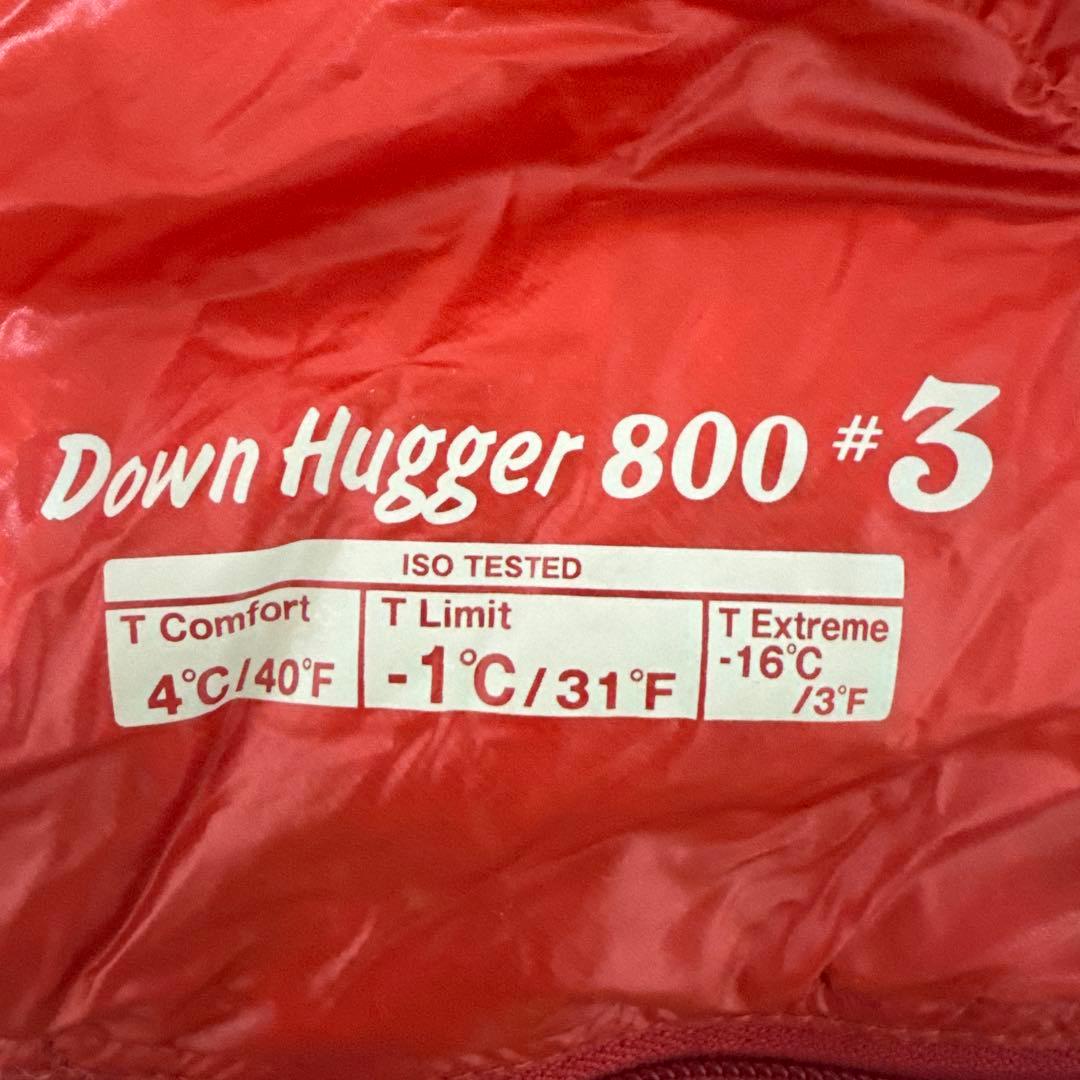 Down Hugger 800 #3
ISO TESTED
T Comfort
4°C/40°F
T Limit
-1°C/31°F
T Extreme
-16°C
/3°F